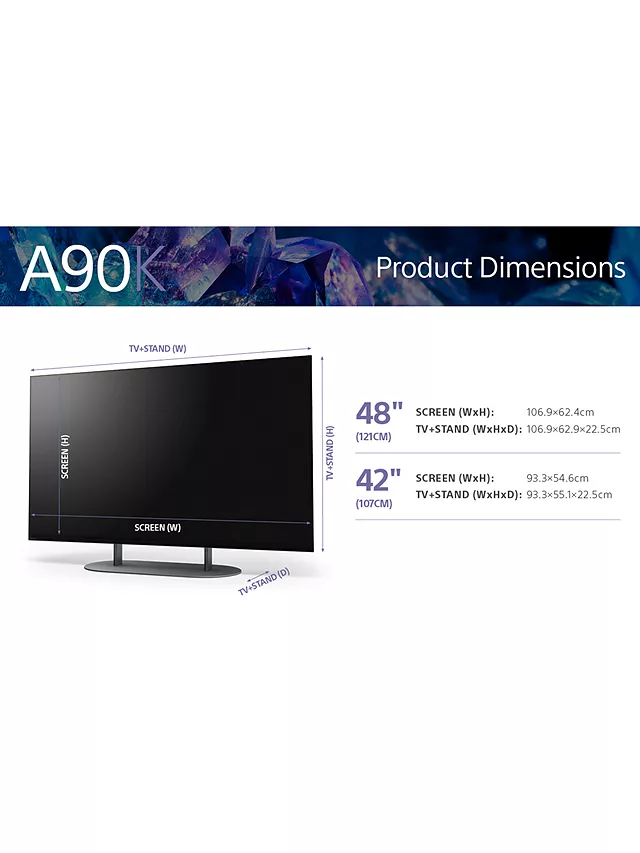 A90K
Product Dimensions
TV+STAND (W)
SCREEN (H)
TV+STAND (H)
SCREEN (W)
TV+STAND (D)
48"
(121CM)
SCREEN (WxH): 106.9×62.4cm
TV+STAND (WxHxD): 106.9×62.9×22.5cm
42"
(107CM)
SCREEN (WxH): 93.3×54.6cm
TV+STAND (WxHxD): 93.3×55.1×22.5cm